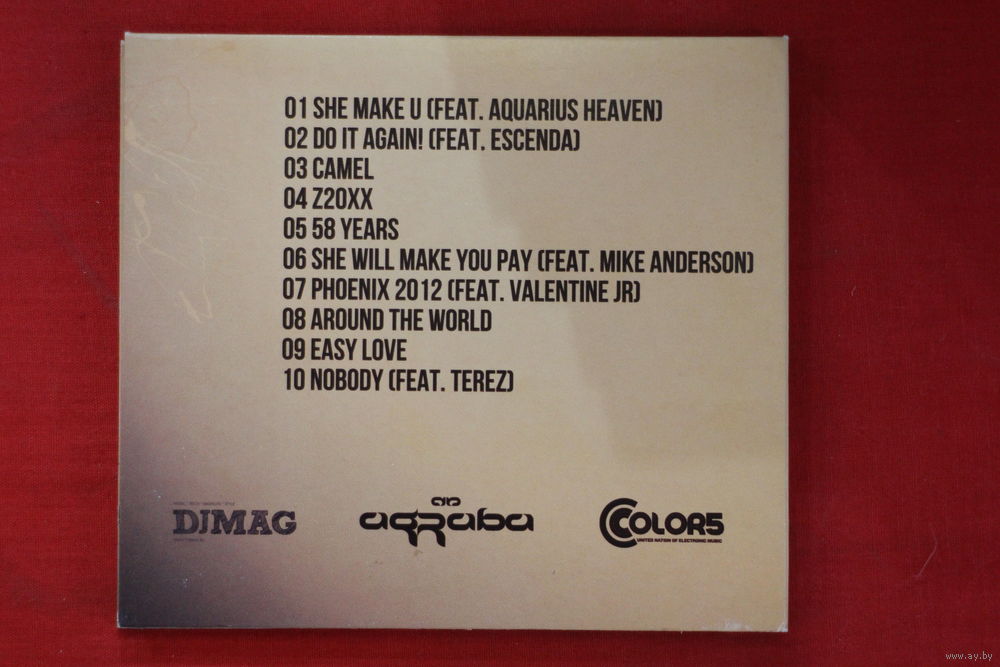 01 SHE MAKE U (FEAT. AQUARIUS HEAVEN)
02 DO IT AGAIN! (FEAT. ESCENDA)
03 CAMEL
04 Z20XX
05 58 YEARS
06 SHE WILL MAKE YOU PAY (FEAT. MIKE ANDERSON)
07 PHOENIX 2012 (FEAT. VALENTINE JR)
08 AROUND THE WORLD
09 EASY LOVE
10 NOBODY (FEAT. TEREZ)
DJMAG
aqraba
COLOR5
UNITED NATION OF ELECTRONIC MUSIC
www.ay.by